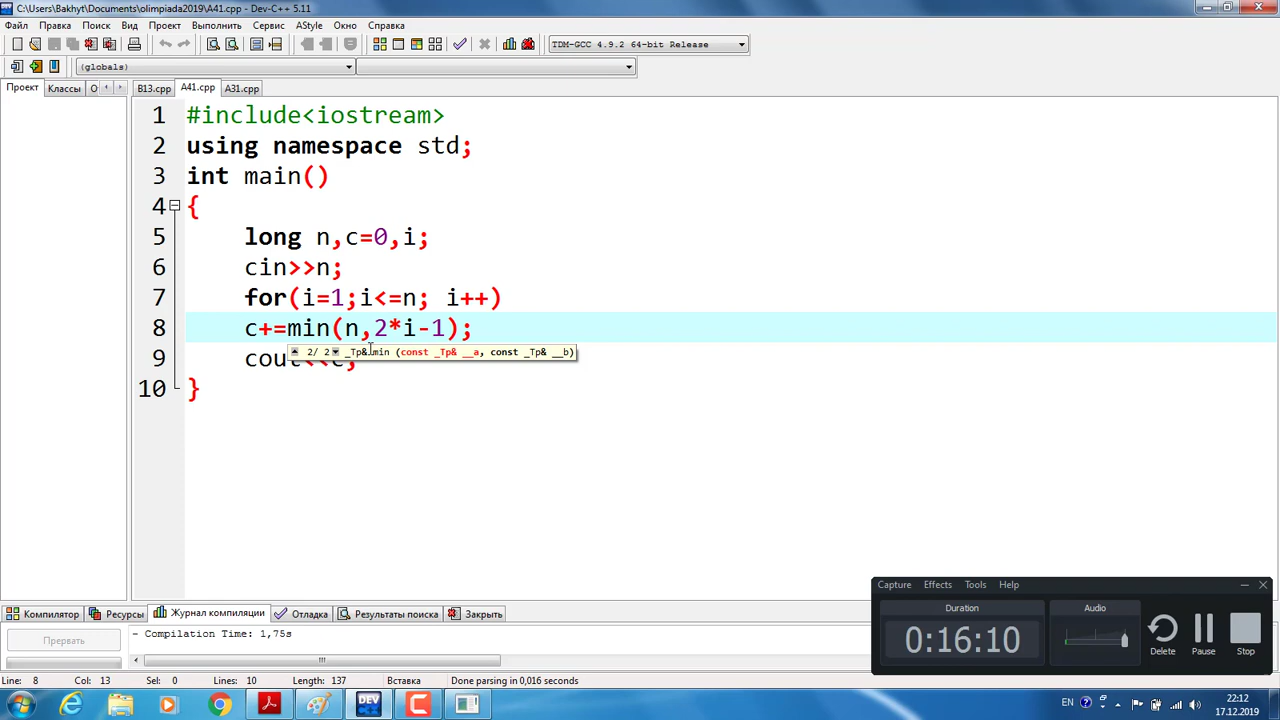 C:\Users\Bakhyt\Documents\olimpiada2019\A41.cpp - Dev-C++ 5.11
Файл Правка Поиск Вид Проект Выполнить Сервис AStyle Окно Справка
TDM-GCC 4.9.2 64-bit Release
(globals)
Проект Классы О B13.cpp A41.cpp A31.cpp
1 #include<iostream>
2 using namespace std;
3 int main()
4 {
5 long n,c=0,i;
6 cin>>n;
7 for(i=1;i<=n; i++)
8 c+=min(n,2*i-1);
2/ 2 _Tp& min (const _Tp& __a, const _Tp& __b)
9 cout<<c;
10 }
Capture Effects Tools Help
Duration Audio
0:16:10
Delete Pause Stop
Компилятор Ресурсы Журнал компиляции Отладка Результаты поиска Закрыть
Прервать
- Compilation Time: 1,75s
Line: 8 Col: 13 Sel: 0 Lines: 10 Length: 137 Вставка Done parsing in 0,016 seconds
DEV
EN
22:12
17.12.2019